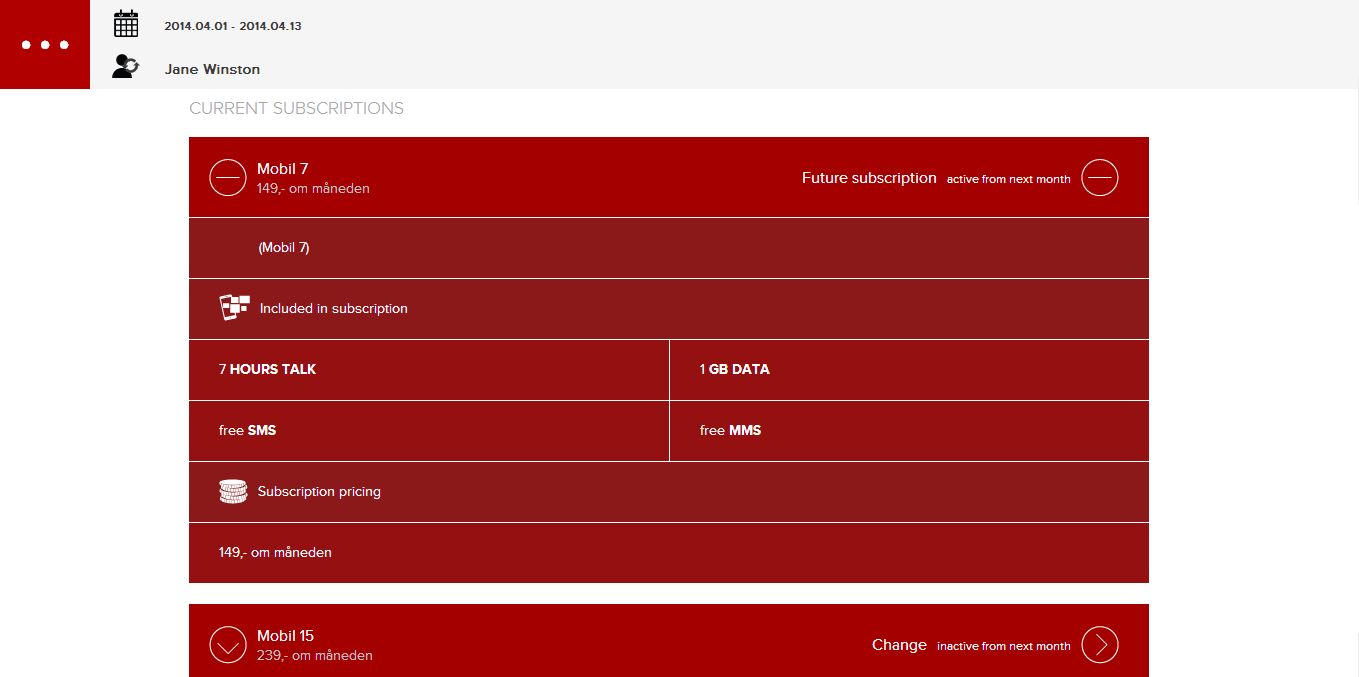 2014.04.01 - 2014.04.13
Jane Winston
CURRENT SUBSCRIPTIONS
Mobil 7
149,- om måneden
Future subscription active from next month
(Mobil 7)
Included in subscription
7 HOURS TALK
1 GB DATA
free SMS
free MMS
Subscription pricing
149,- om måneden
Mobil 15
239,- om måneden
Change inactive from next month